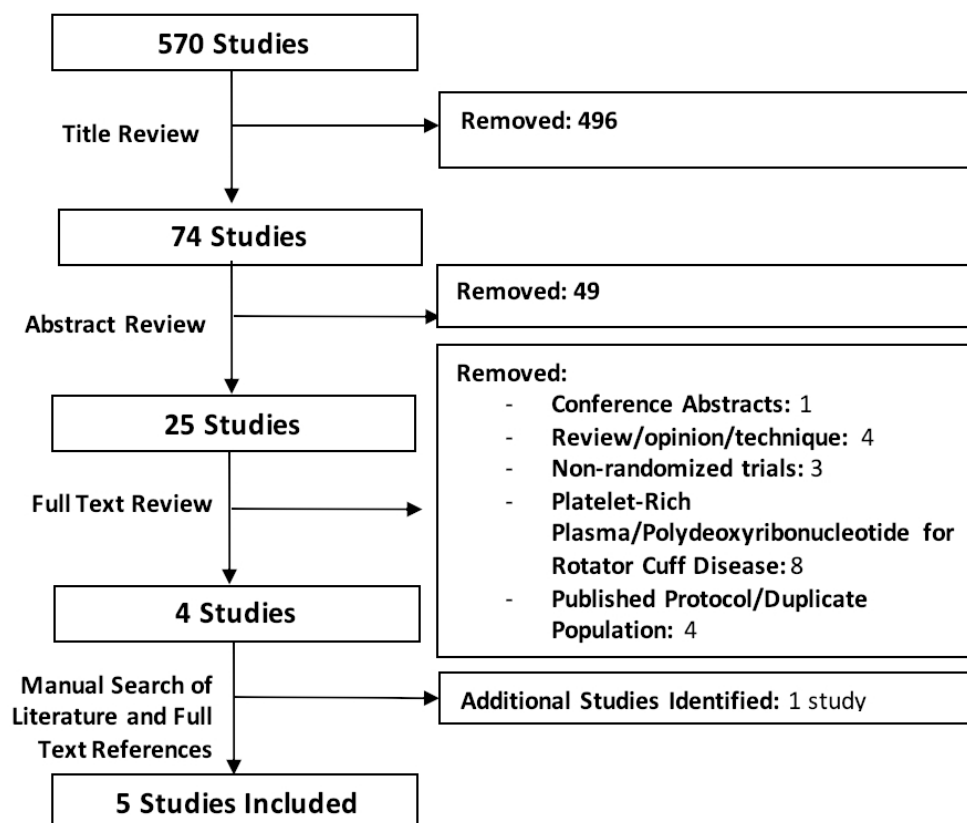 570 Studies
Title Review
Removed: 496
74 Studies
Abstract Review
Removed: 49
25 Studies
Full Text Review
Removed:
- Conference Abstracts: 1
- Review/opinion/technique: 4
- Non-randomized trials: 3
- Platelet-Rich
Plasma/Polydeoxyribonucleotide for
Rotator Cuff Disease: 8
- Published Protocol/Duplicate
Population: 4
4 Studies
Manual Search of
Literature and Full
Text References
Additional Studies Identified: 1 study
5 Studies Included